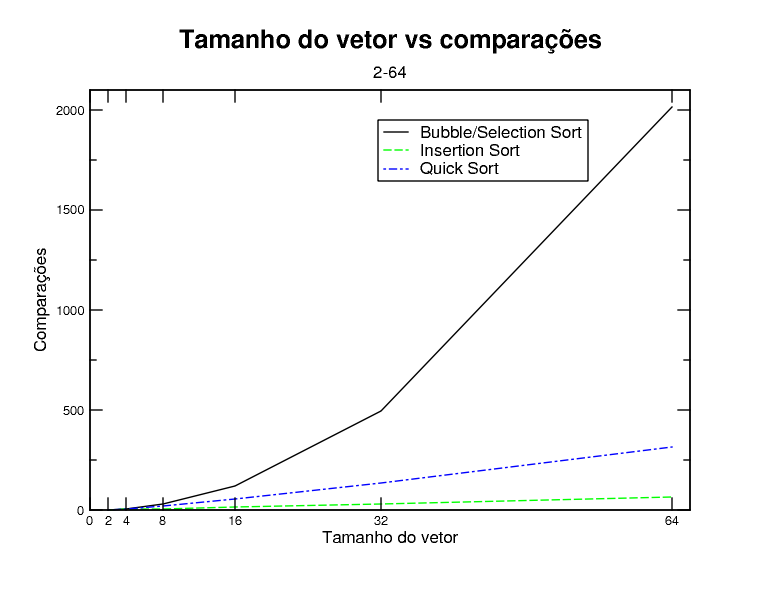 Tamanho do vetor vs comparações
2-64
2000
1500
1000
500
0
Comparações
Bubble/Selection Sort
Insertion Sort
Quick Sort
0 2 4 8 16 32 64
Tamanho do vetor